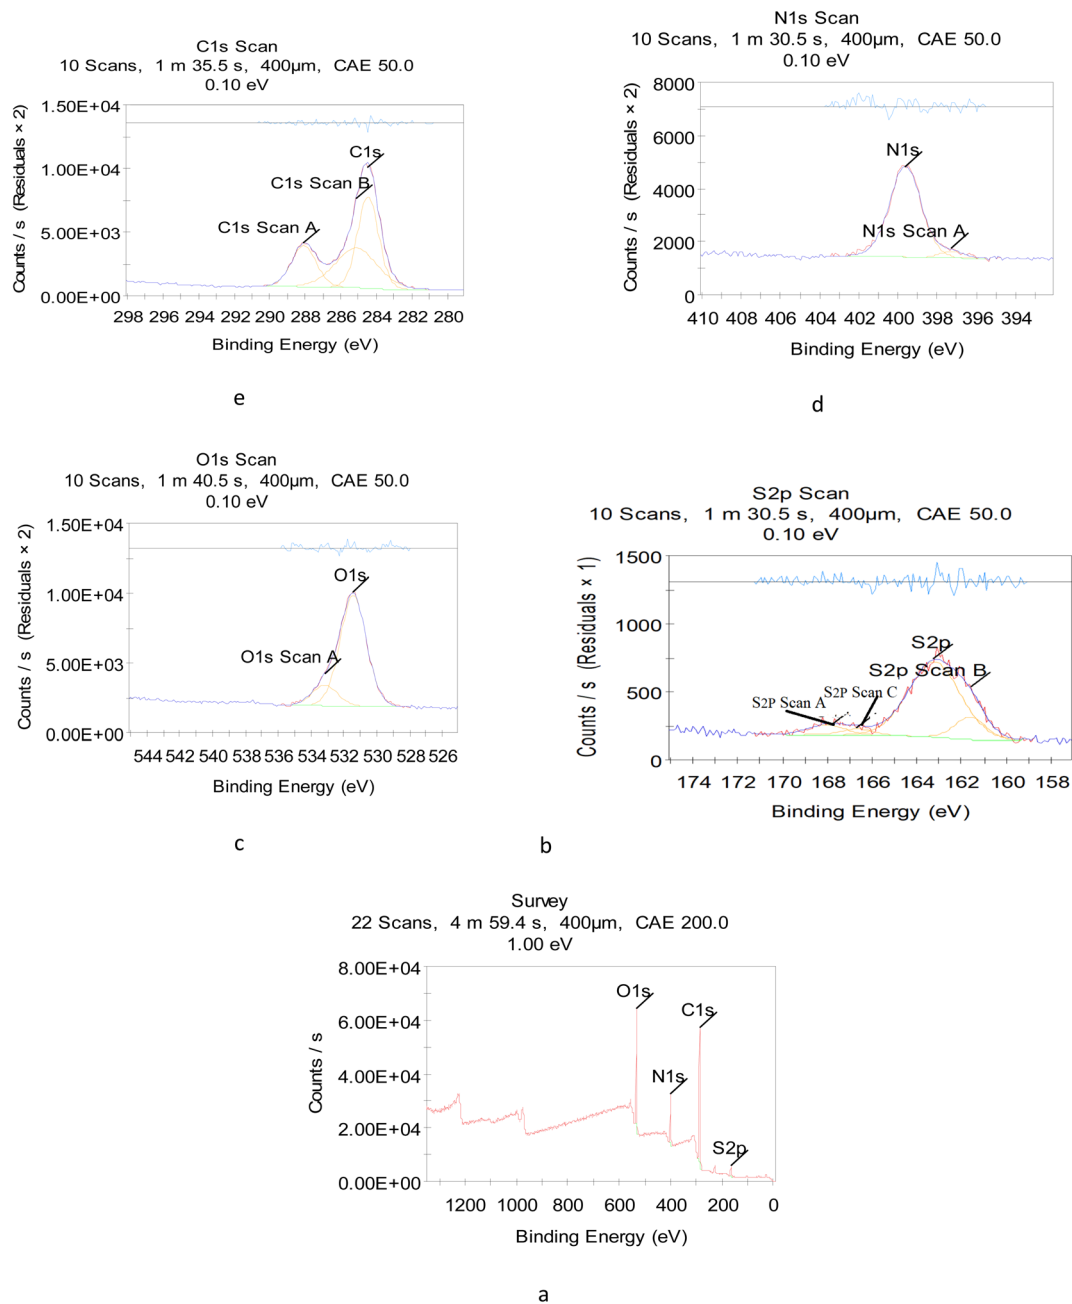 C1s Scan
10 Scans, 1 m 35.5 s, 400µm, CAE 50.0
0.10 eV
1.50E+04
1.00E+04
5.00E+03
0.00E+00
Counts / s (Residuals × 2)
C1s
C1s Scan B
C1s Scan A
298 296 294 292 290 288 286 284 282 280
Binding Energy (eV)
e
N1s Scan
10 Scans, 1 m 30.5 s, 400µm, CAE 50.0
0.10 eV
8000
6000
4000
2000
0
Counts / s (Residuals × 2)
N1s
N1s Scan A
410 408 406 404 402 400 398 396 394
Binding Energy (eV)
d
O1s Scan
10 Scans, 1 m 40.5 s, 400µm, CAE 50.0
0.10 eV
1.50E+04
1.00E+04
5.00E+03
0.00E+00
Counts / s (Residuals × 2)
O1s
O1s Scan A
544 542 540 538 536 534 532 530 528 526
Binding Energy (eV)
c
S2p Scan
10 Scans, 1 m 30.5 s, 400µm, CAE 50.0
0.10 eV
1500
1000
500
0
Counts / s (Residuals × 1)
S2p
S2p Scan B
S2P Scan C
S2P Scan A
174 172 170 168 166 164 162 160 158
Binding Energy (eV)
b
Survey
22 Scans, 4 m 59.4 s, 400µm, CAE 200.0
1.00 eV
8.00E+04
6.00E+04
4.00E+04
2.00E+04
0.00E+00
Counts / s
O1s
C1s
N1s
S2p
1200 1000 800 600 400 200 0
Binding Energy (eV)
a